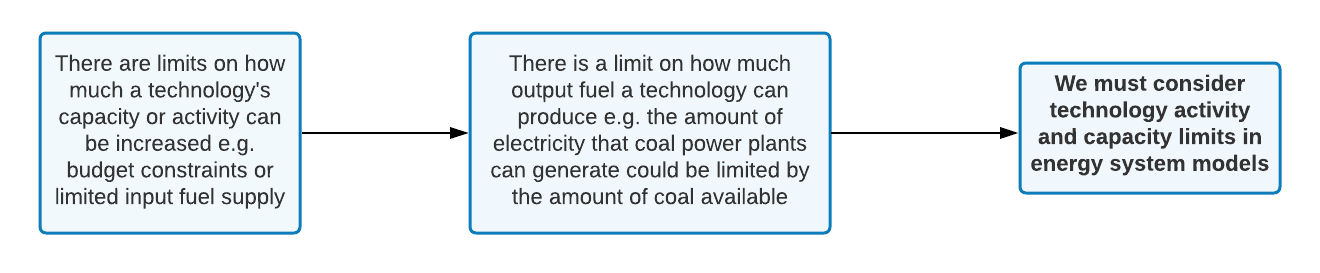 There are limits on how
much a technology's
capacity or activity can
be increased e.g.
budget constraints or
limited input fuel supply
There is a limit on how much
output fuel a technology can
produce e.g. the amount of
electricity that coal power plants
can generate could be limited by
the amount of coal available
We must consider
technology activity
and capacity limits in
energy system models